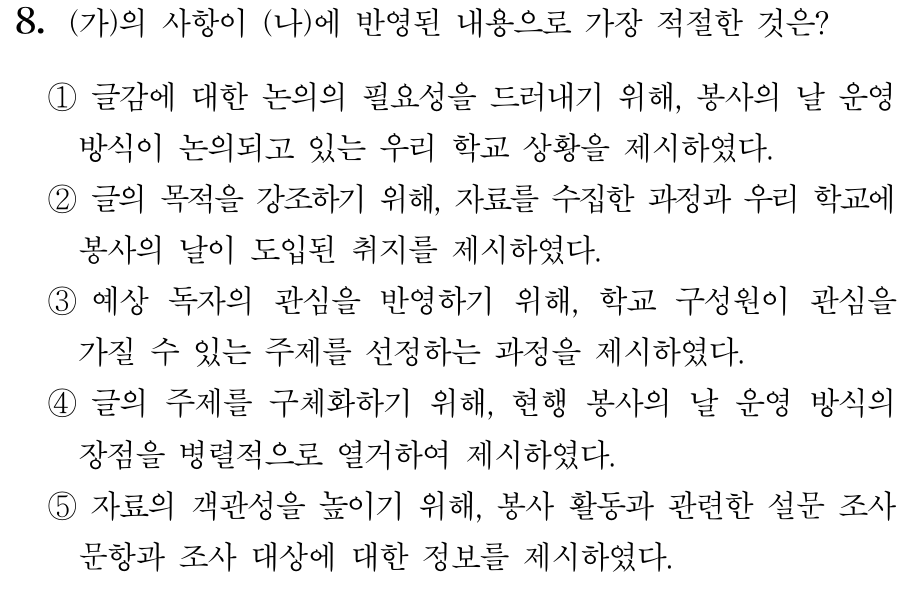 8. (가)의 사항이 (나)에 반영된 내용으로 가장 적절한 것은?
① 글감에 대한 논의의 필요성을 드러내기 위해, 봉사의 날 운영
방식이 논의되고 있는 우리 학교 상황을 제시하였다.
② 글의 목적을 강조하기 위해, 자료를 수집한 과정과 우리 학교에
봉사의 날이 도입된 취지를 제시하였다.
③ 예상 독자의 관심을 반영하기 위해, 학교 구성원이 관심을
가질 수 있는 주제를 선정하는 과정을 제시하였다.
④ 글의 주제를 구체화하기 위해, 현행 봉사의 날 운영 방식의
장점을 병렬적으로 열거하여 제시하였다.
⑤ 자료의 객관성을 높이기 위해, 봉사 활동과 관련한 설문 조사
문항과 조사 대상에 대한 정보를 제시하였다.